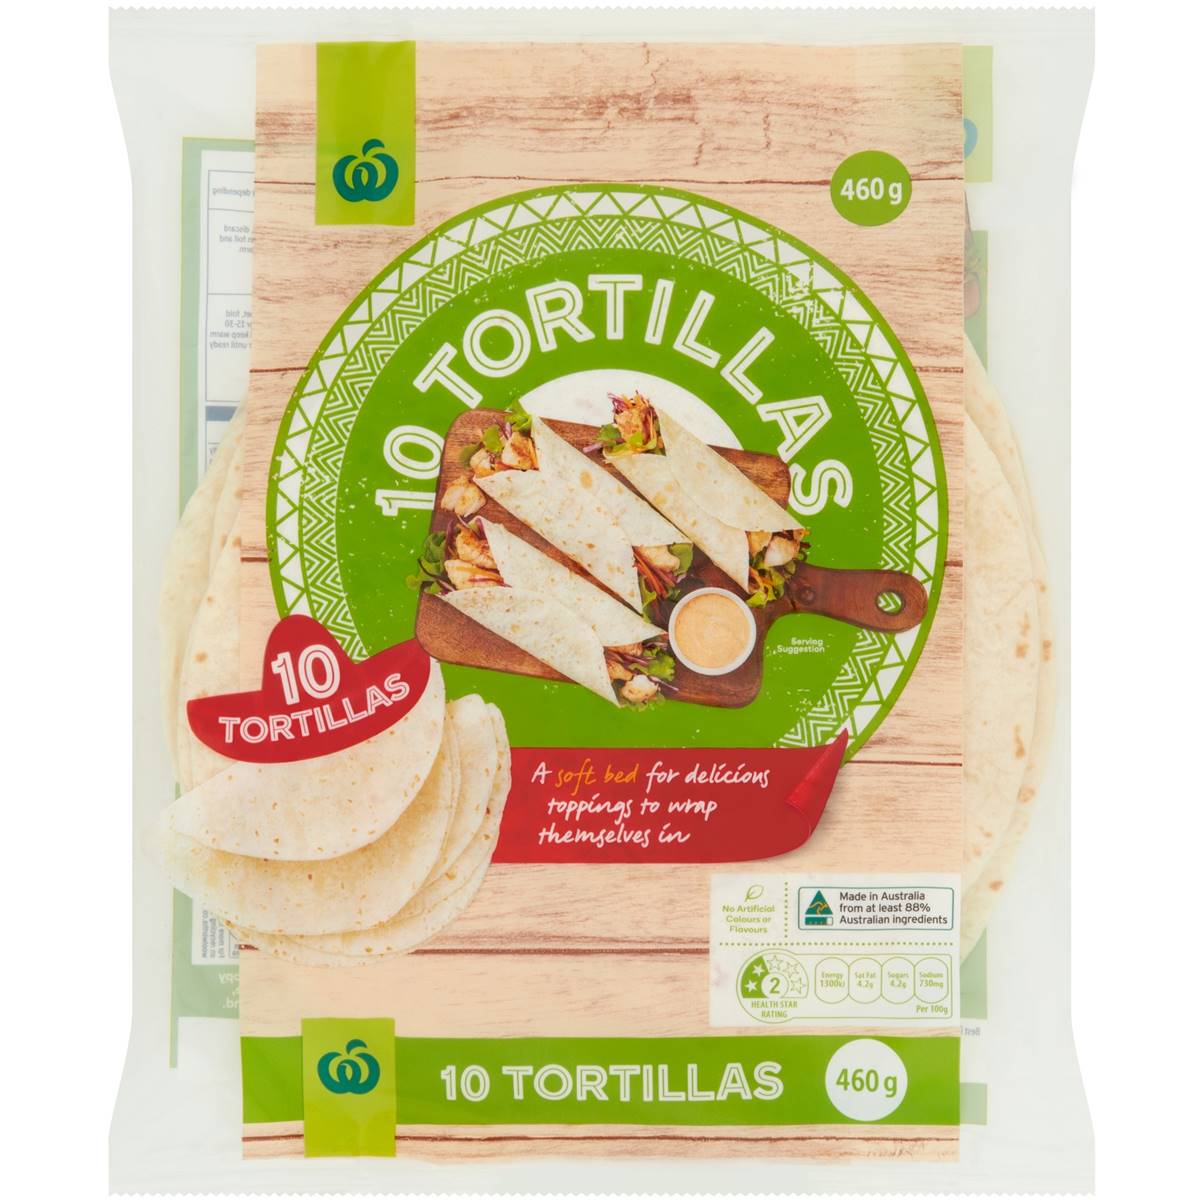 460g
10 TORTILLAS
Serving
Suggestion
10
TORTILLAS
A soft bed for delicious
toppings to wrap
themselves in
No Artificial
Colours or
Flavours
Made in Australia
from at least 88%
Australian ingredients
2
HEALTH STAR
RATING
Energy
1300kJ
Sat Fat
4.2g
Sugars
4.2g
Sodium
730mg
Per 100g
10 TORTILLAS
460g